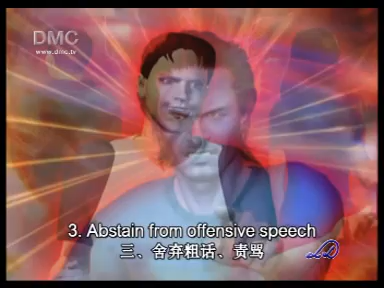 DMC
www.dmc.tv
3. Abstain from offensive speech
三、舍弃粗话、责骂